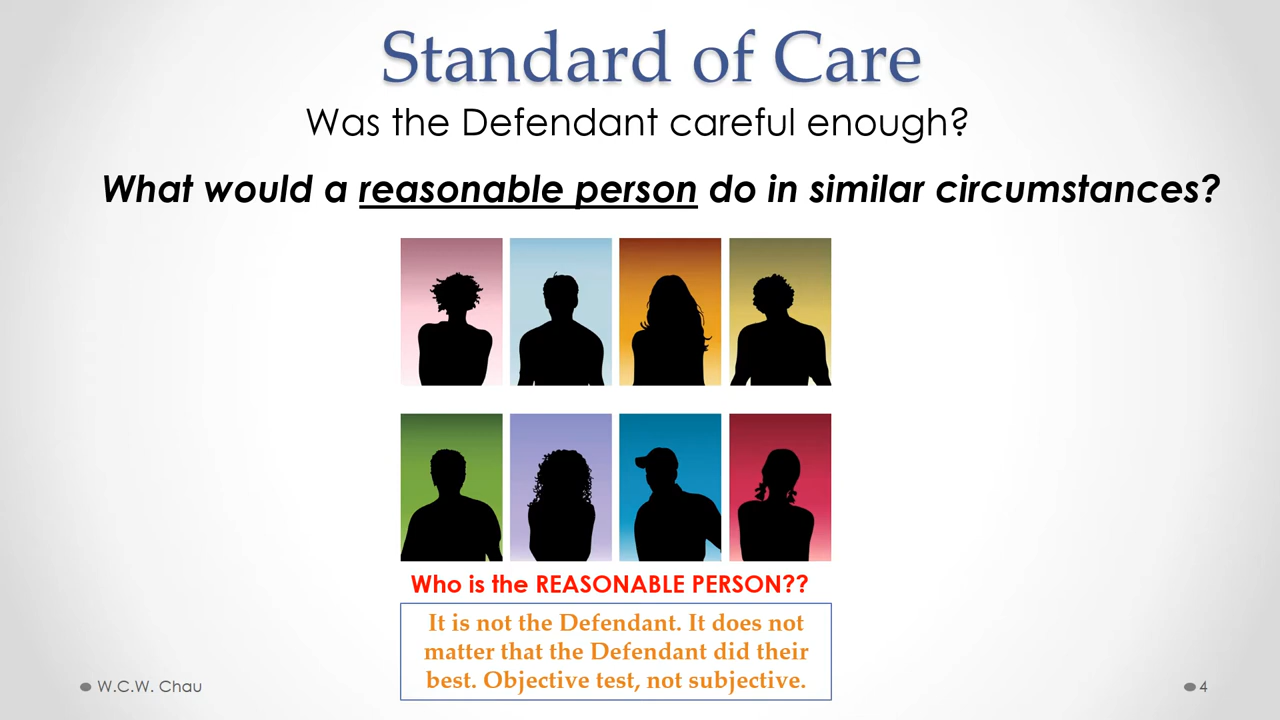 Standard of Care
Was the Defendant careful enough?
What would a reasonable person do in similar circumstances?
Who is the REASONABLE PERSON??
It is not the Defendant. It does not
matter that the Defendant did their
best. Objective test, not subjective.
W.C.W. Chau
4